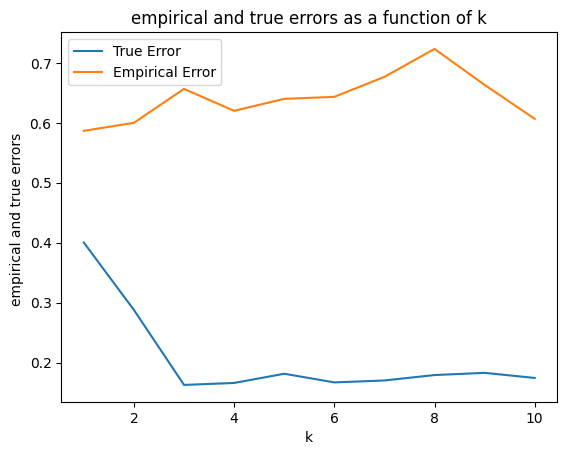 empirical and true errors as a function of k
True Error
Empirical Error
empirical and true errors
0.7
0.6
0.5
0.4
0.3
0.2
2
4
6
8
10
k